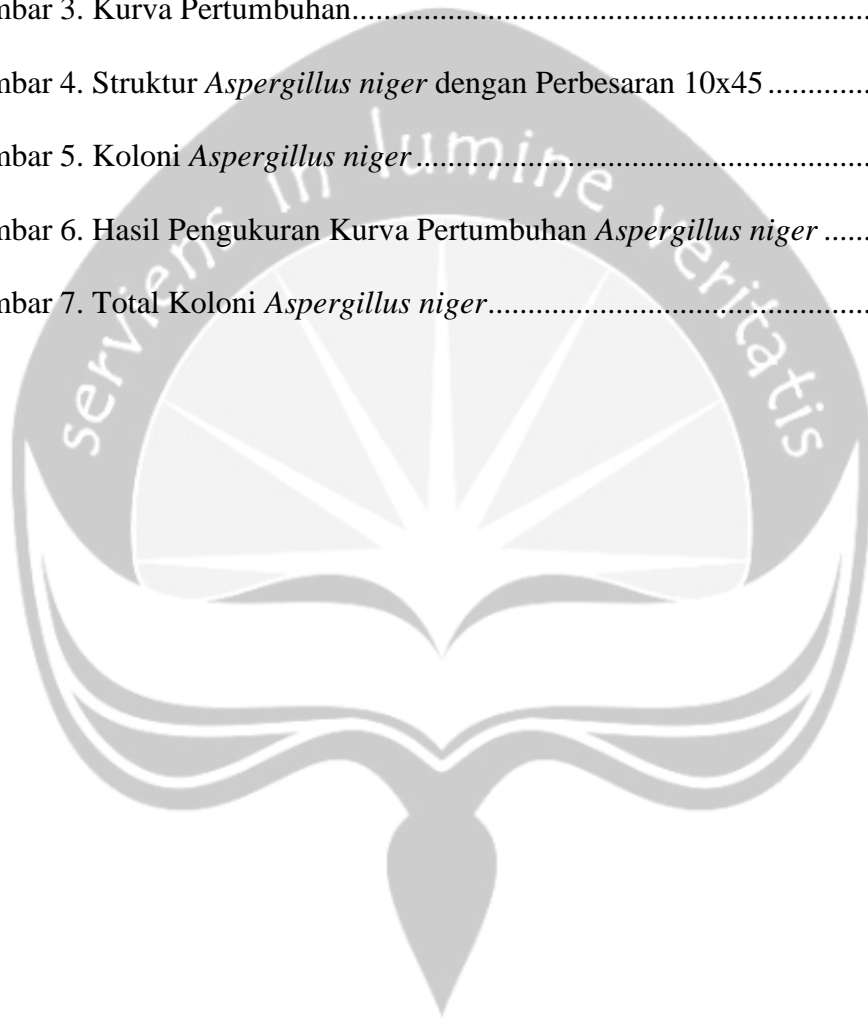 mbar 3. Kurva Pertumbuhan....................................................................
mbar 4. Struktur Aspergillus niger dengan Perbesaran 10x45.............
mbar 5. Koloni Aspergillus niger............................................................
mbar 6. Hasil Pengukuran Kurva Pertumbuhan Aspergillus niger......
mbar 7. Total Koloni Aspergillus niger..................................................
serviens in lumine veritatis